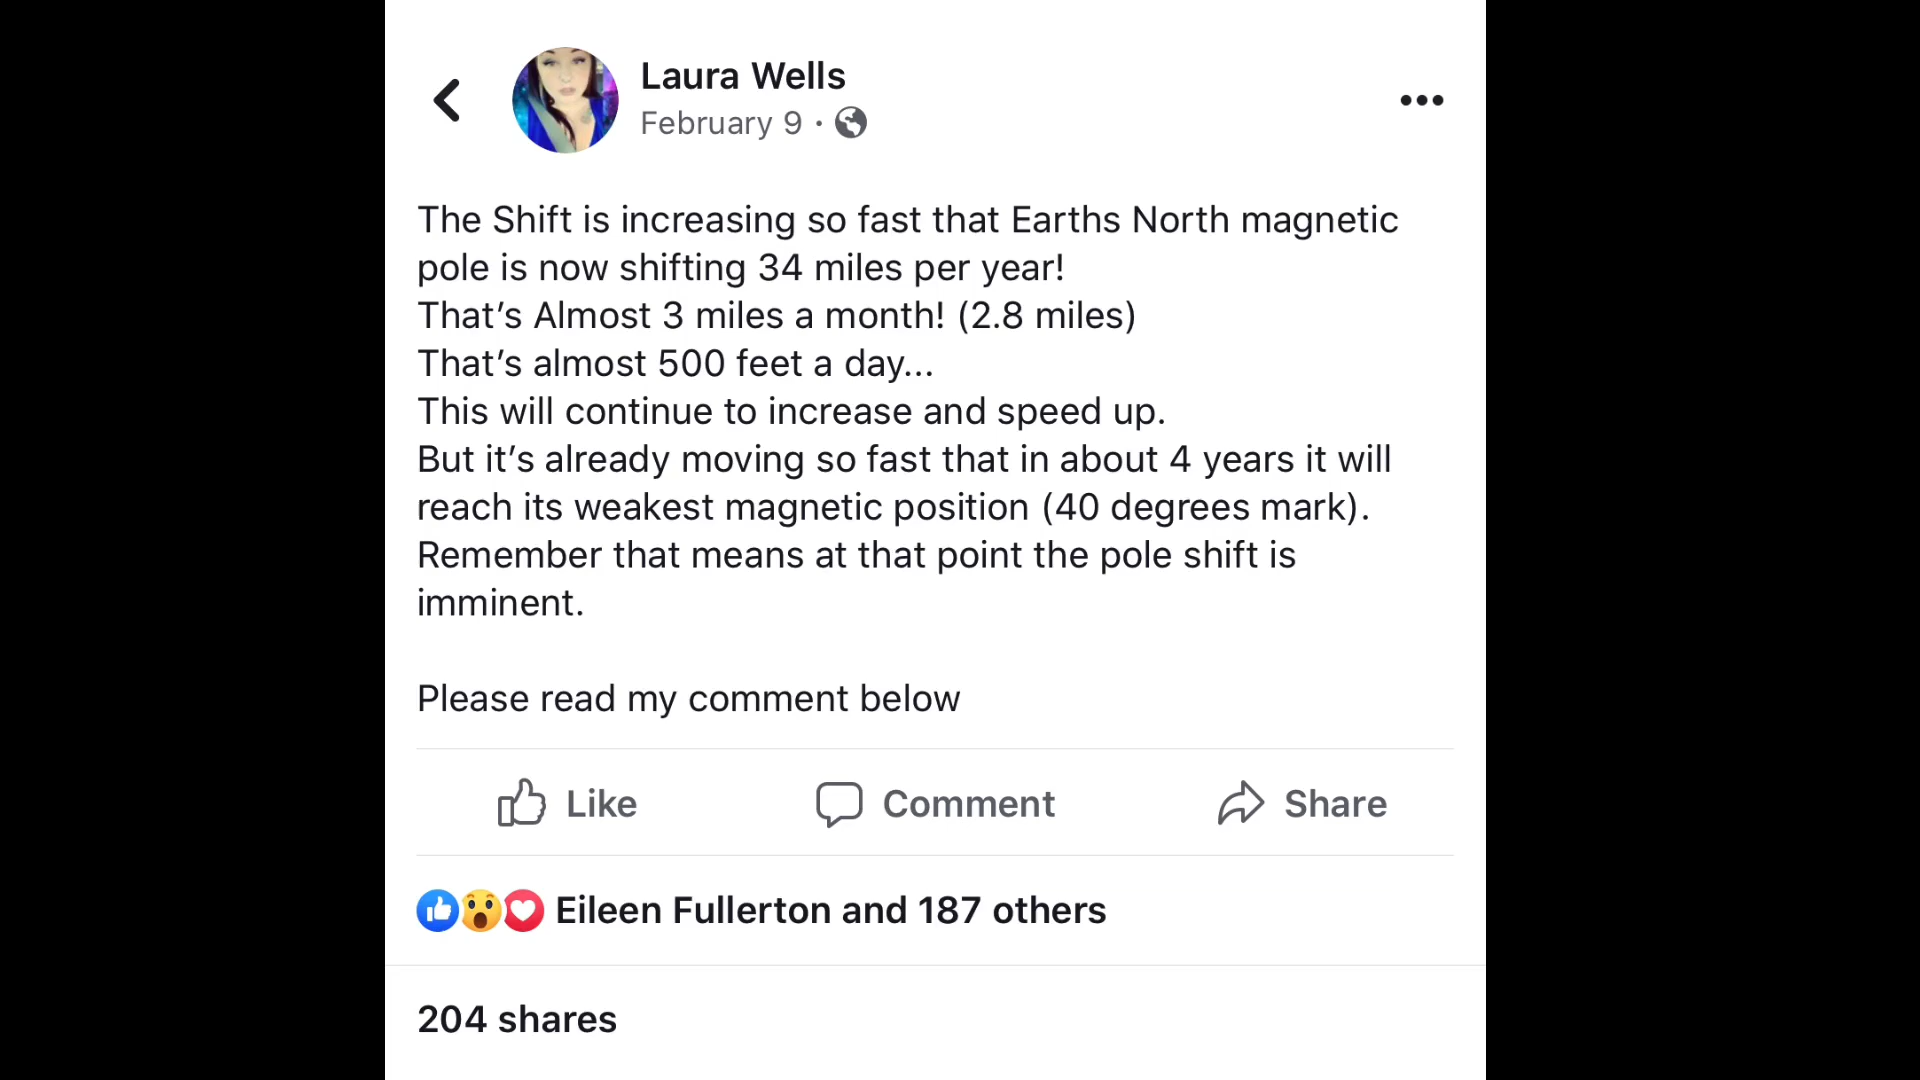 Laura Wells
February 9 ·
The Shift is increasing so fast that Earths North magnetic
pole is now shifting 34 miles per year!
That’s Almost 3 miles a month! (2.8 miles)
That’s almost 500 feet a day...
This will continue to increase and speed up.
But it’s already moving so fast that in about 4 years it will
reach its weakest magnetic position (40 degrees mark).
Remember that means at that point the pole shift is
imminent.
Please read my comment below
Like Comment Share
Eileen Fullerton and 187 others
204 shares